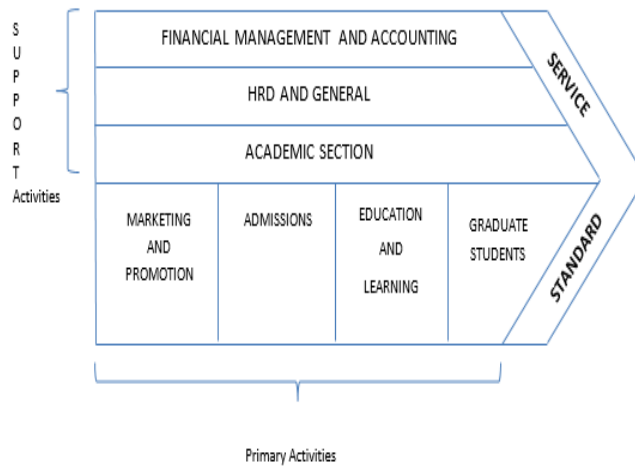 S
U
P
P
O
R
T
Activities
FINANCIAL MANAGEMENT AND ACCOUNTING
HRD AND GENERAL
ACADEMIC SECTION
SERVICE
MARKETING
AND
PROMOTION
ADMISSIONS
EDUCATION
AND
LEARNING
GRADUATE
STUDENTS
STANDARD
Primary Activities